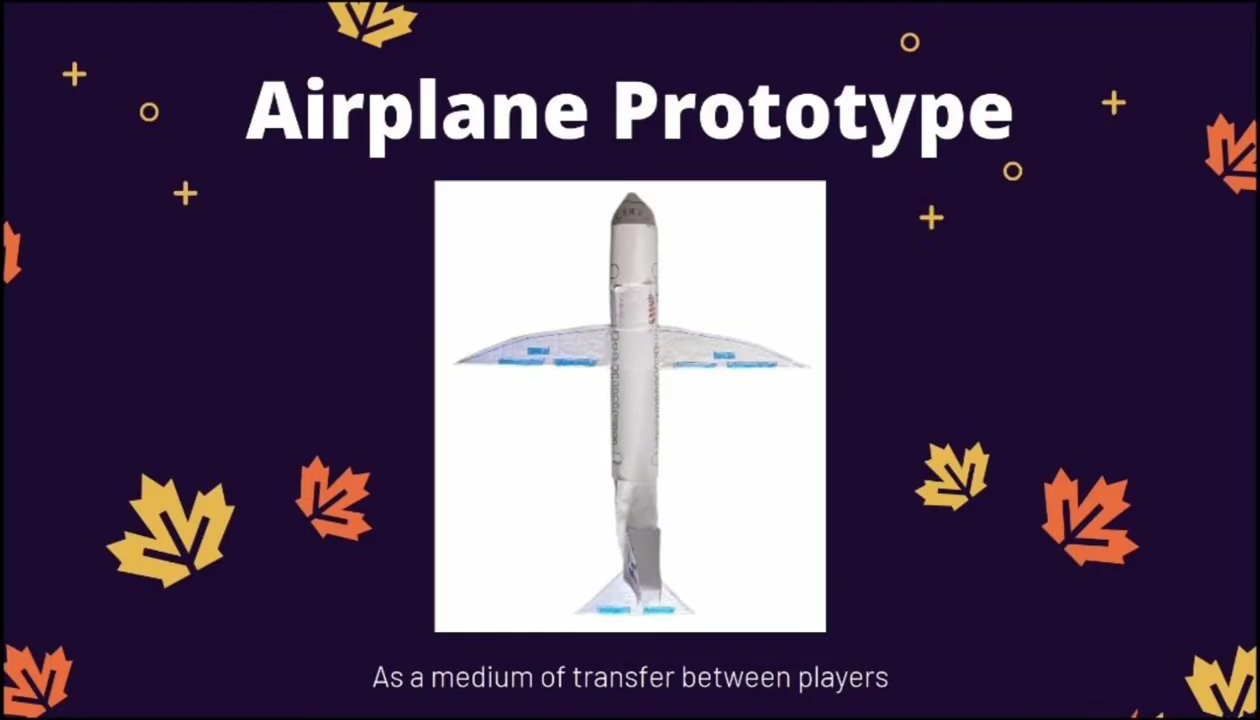 Airplane Prototype
As a medium of transfer between players